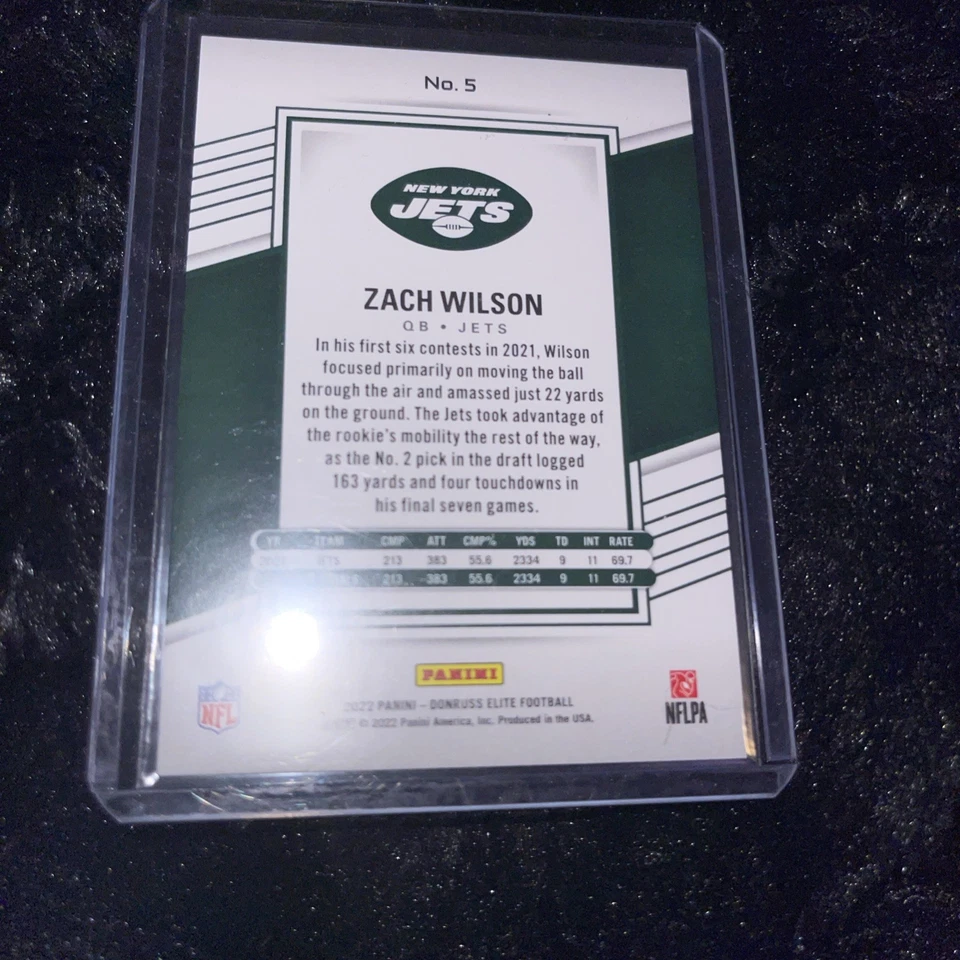 No. 5
NEW YORK
JETS
ZACH WILSON
QB • JETS
In his first six contests in 2021, Wilson
focused primarily on moving the ball
through the air and amassed just 22 yards
on the ground. The Jets took advantage of
the rookie's mobility the rest of the way,
as the No. 2 pick in the draft logged
163 yards and four touchdowns in
his final seven games.
YR TEAM CMP ATT CMP% YDS TD INT RATE
JETS 213 383 55.6 2334 9 11 69.7
213 383 55.6 2334 9 11 69.7
PANINI
2022 PANINI – DONRUSS ELITE FOOTBALL
© 2022 Panini America, Inc. Produced in the USA.
NFL
NFLPA